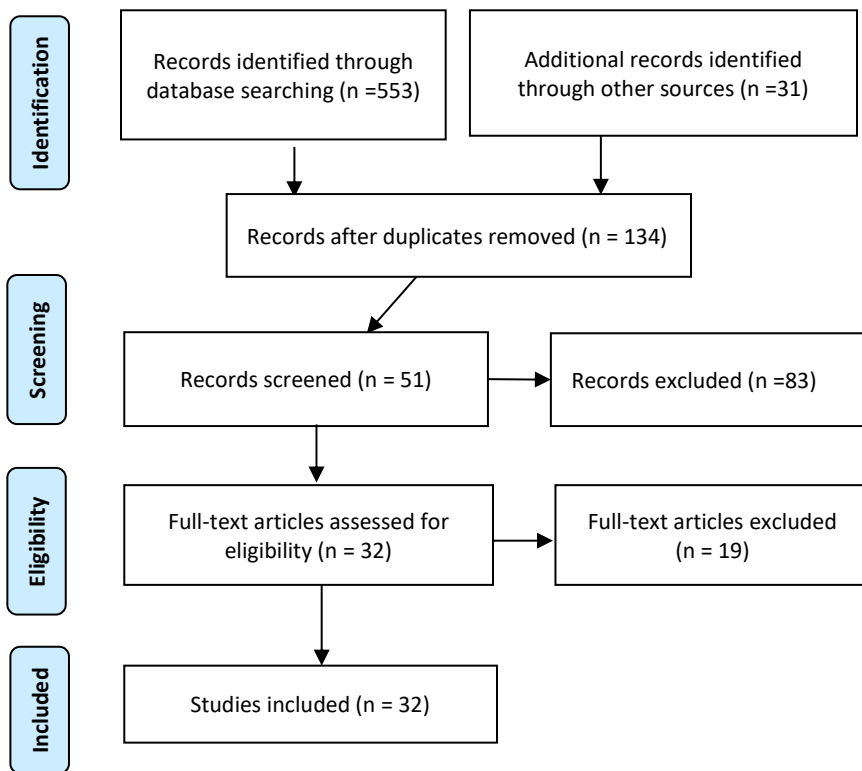 Identification
Records identified through
database searching (n =553)
Additional records identified
through other sources (n =31)
Records after duplicates removed (n = 134)
Screening
Records screened (n = 51)
Records excluded (n =83)
Eligibility
Full-text articles assessed for
eligibility (n = 32)
Full-text articles excluded
(n = 19)
Included
Studies included (n = 32)